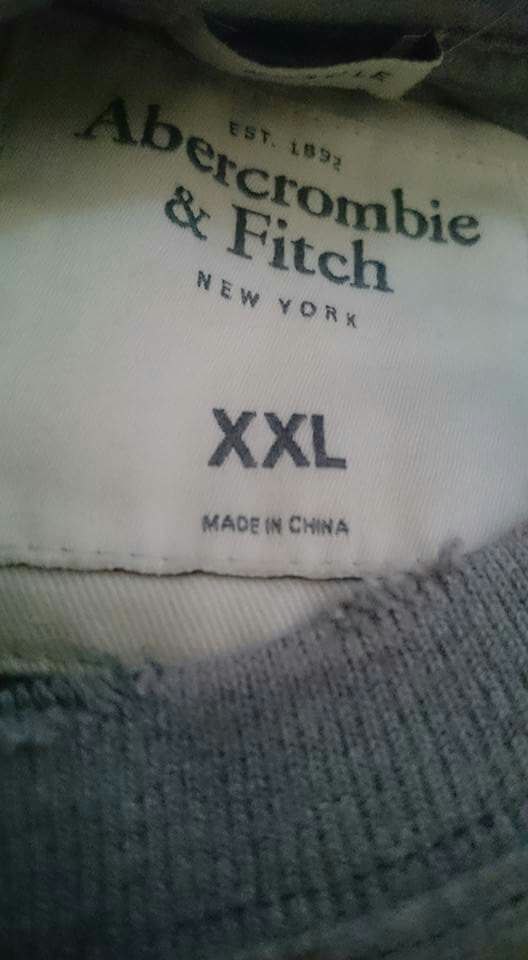 EST. 1892
Abercrombie
& Fitch
NEW YORK
XXL
MADE IN CHINA